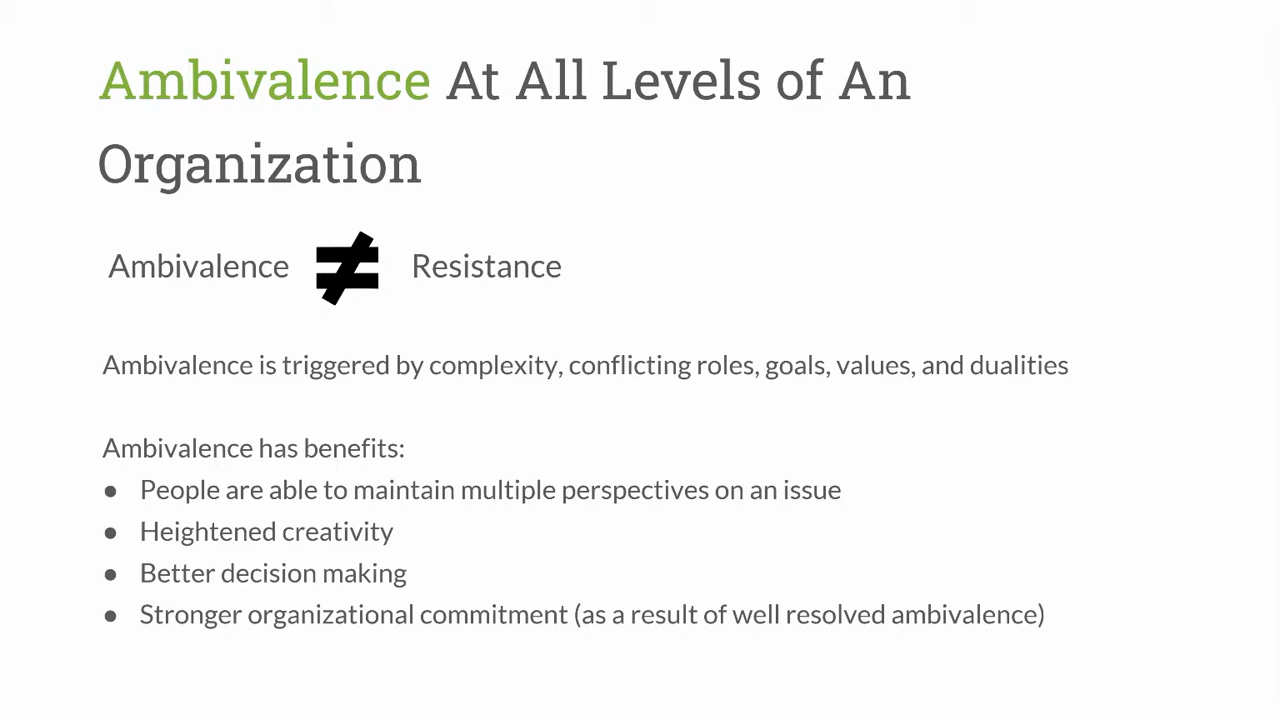 Ambivalence At All Levels of An
Organization
Ambivalence ≠ Resistance
Ambivalence is triggered by complexity, conflicting roles, goals, values, and dualities
Ambivalence has benefits:
● People are able to maintain multiple perspectives on an issue
● Heightened creativity
● Better decision making
● Stronger organizational commitment (as a result of well resolved ambivalence)